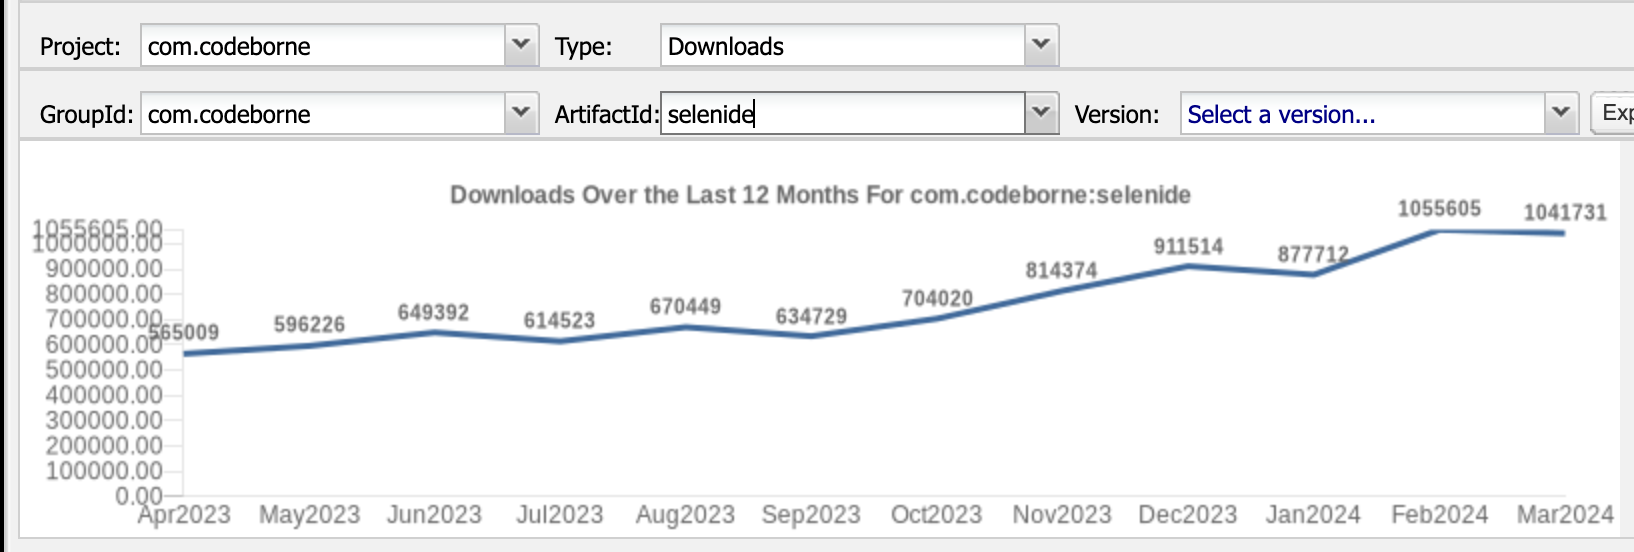 Project: com.codeborne Type: Downloads
GroupId: com.codeborne ArtifactId: selenide Version: Select a version... Exp
Downloads Over the Last 12 Months For com.codeborne:selenide
1055605.00
1000000.00
900000.00
800000.00
700000.00
600000.00
500000.00
400000.00
300000.00
200000.00
100000.00
0.00
565009 596226 649392 614523 670449 634729 704020 814374 911514 877712 1055605 1041731
Apr2023 May2023 Jun2023 Jul2023 Aug2023 Sep2023 Oct2023 Nov2023 Dec2023 Jan2024 Feb2024 Mar2024